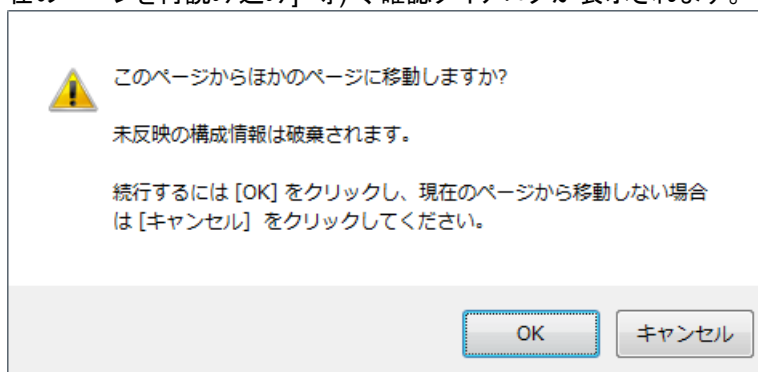 このページからほかのページに移動しますか?
未反映の構成情報は破棄されます。
続行するには [OK] をクリックし、現在のページから移動しない場合
は [キャンセル] をクリックしてください。
OK
キャンセル